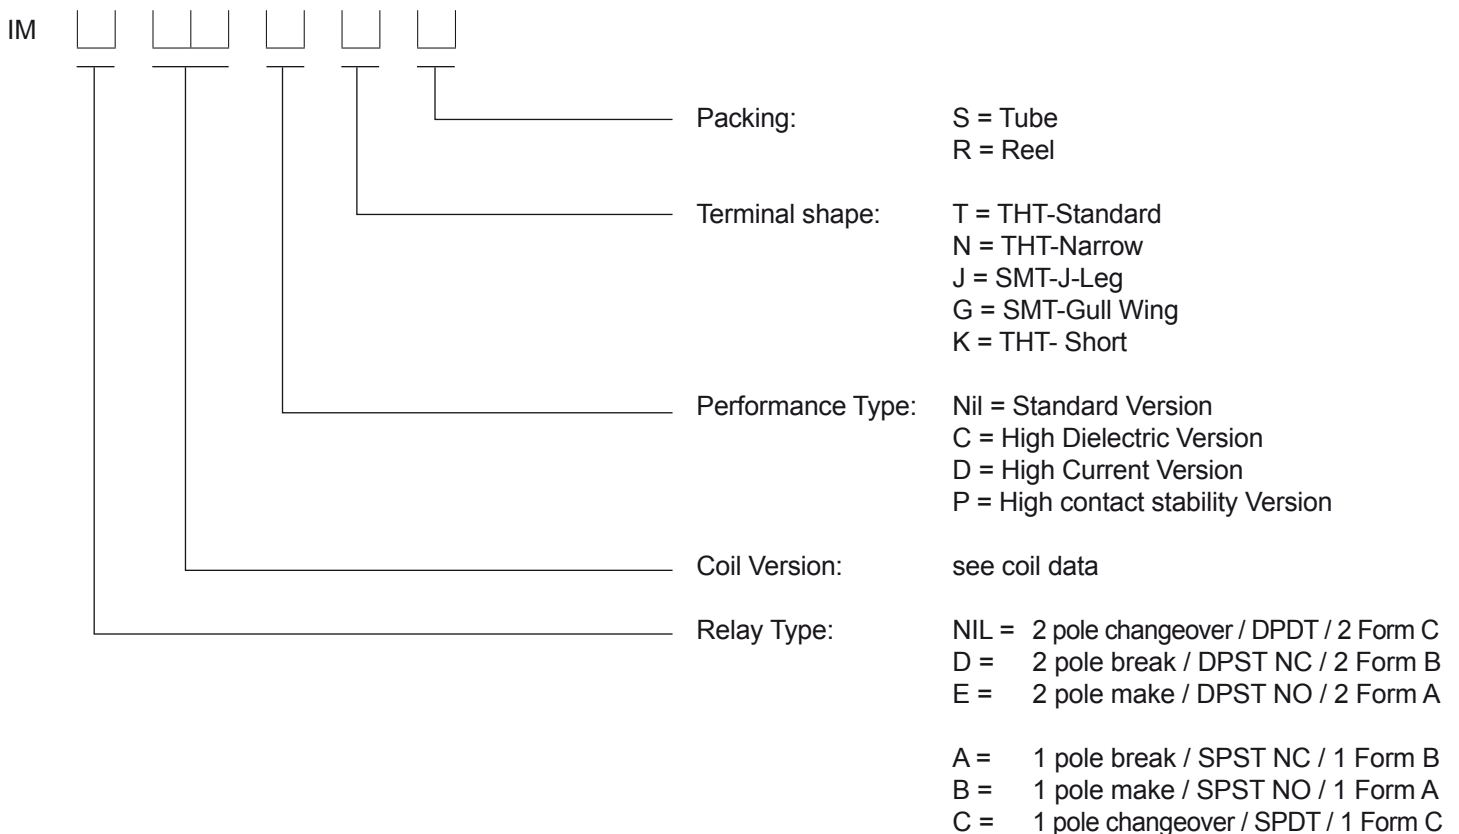 IM
Packing: S = Tube
R = Reel
Terminal shape: T = THT-Standard
N = THT-Narrow
J = SMT-J-Leg
G = SMT-Gull Wing
K = THT- Short
Performance Type: Nil = Standard Version
C = High Dielectric Version
D = High Current Version
P = High contact stability Version
Coil Version: see coil data
Relay Type: NIL = 2 pole changeover / DPDT / 2 Form C
D = 2 pole break / DPST NC / 2 Form B
E = 2 pole make / DPST NO / 2 Form A
A = 1 pole break / SPST NC / 1 Form B
B = 1 pole make / SPST NO / 1 Form A
C = 1 pole changeover / SPDT / 1 Form C